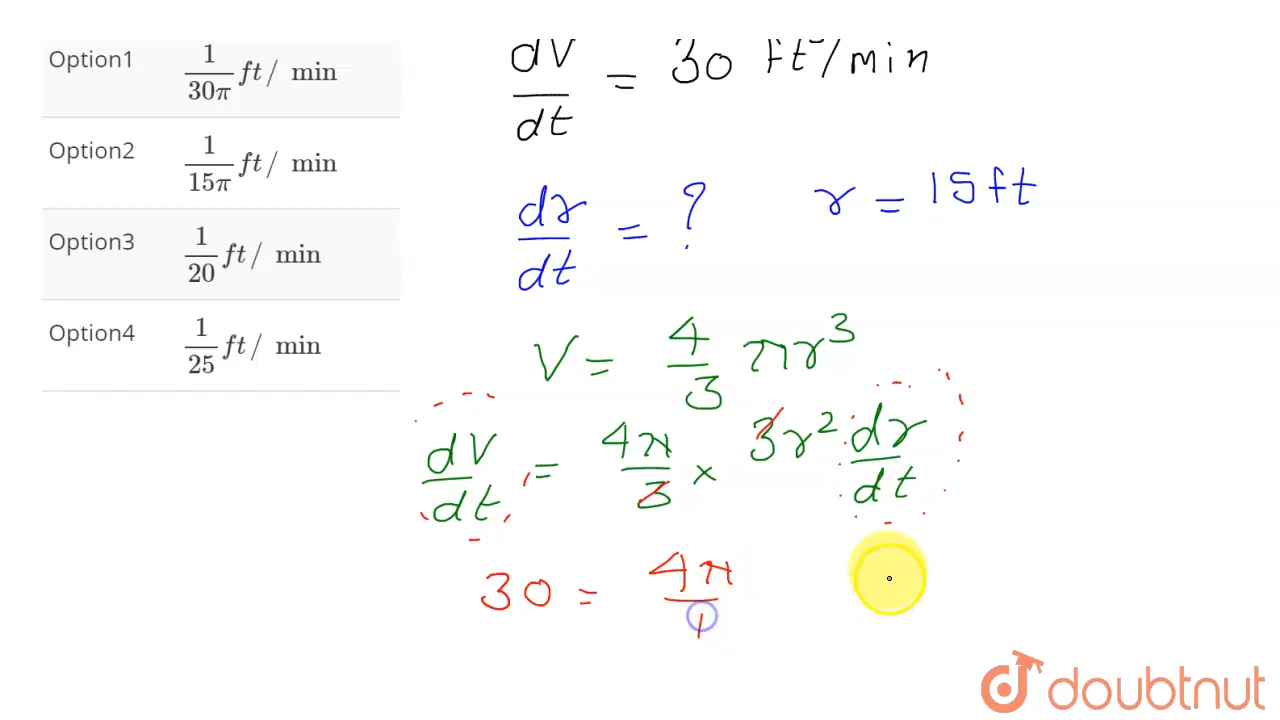 Option1 1/30π ft/ min
Option2 1/15π ft/ min
Option3 1/20 ft/ min
Option4 1/25 ft/ min
dV/dt = 30 ft³/min
dr/dt = ? r = 15ft
V = 4/3 πr³
dV/dt = 4π/3 × 3r² dr/dt
30 = 4π/1
doubtnut